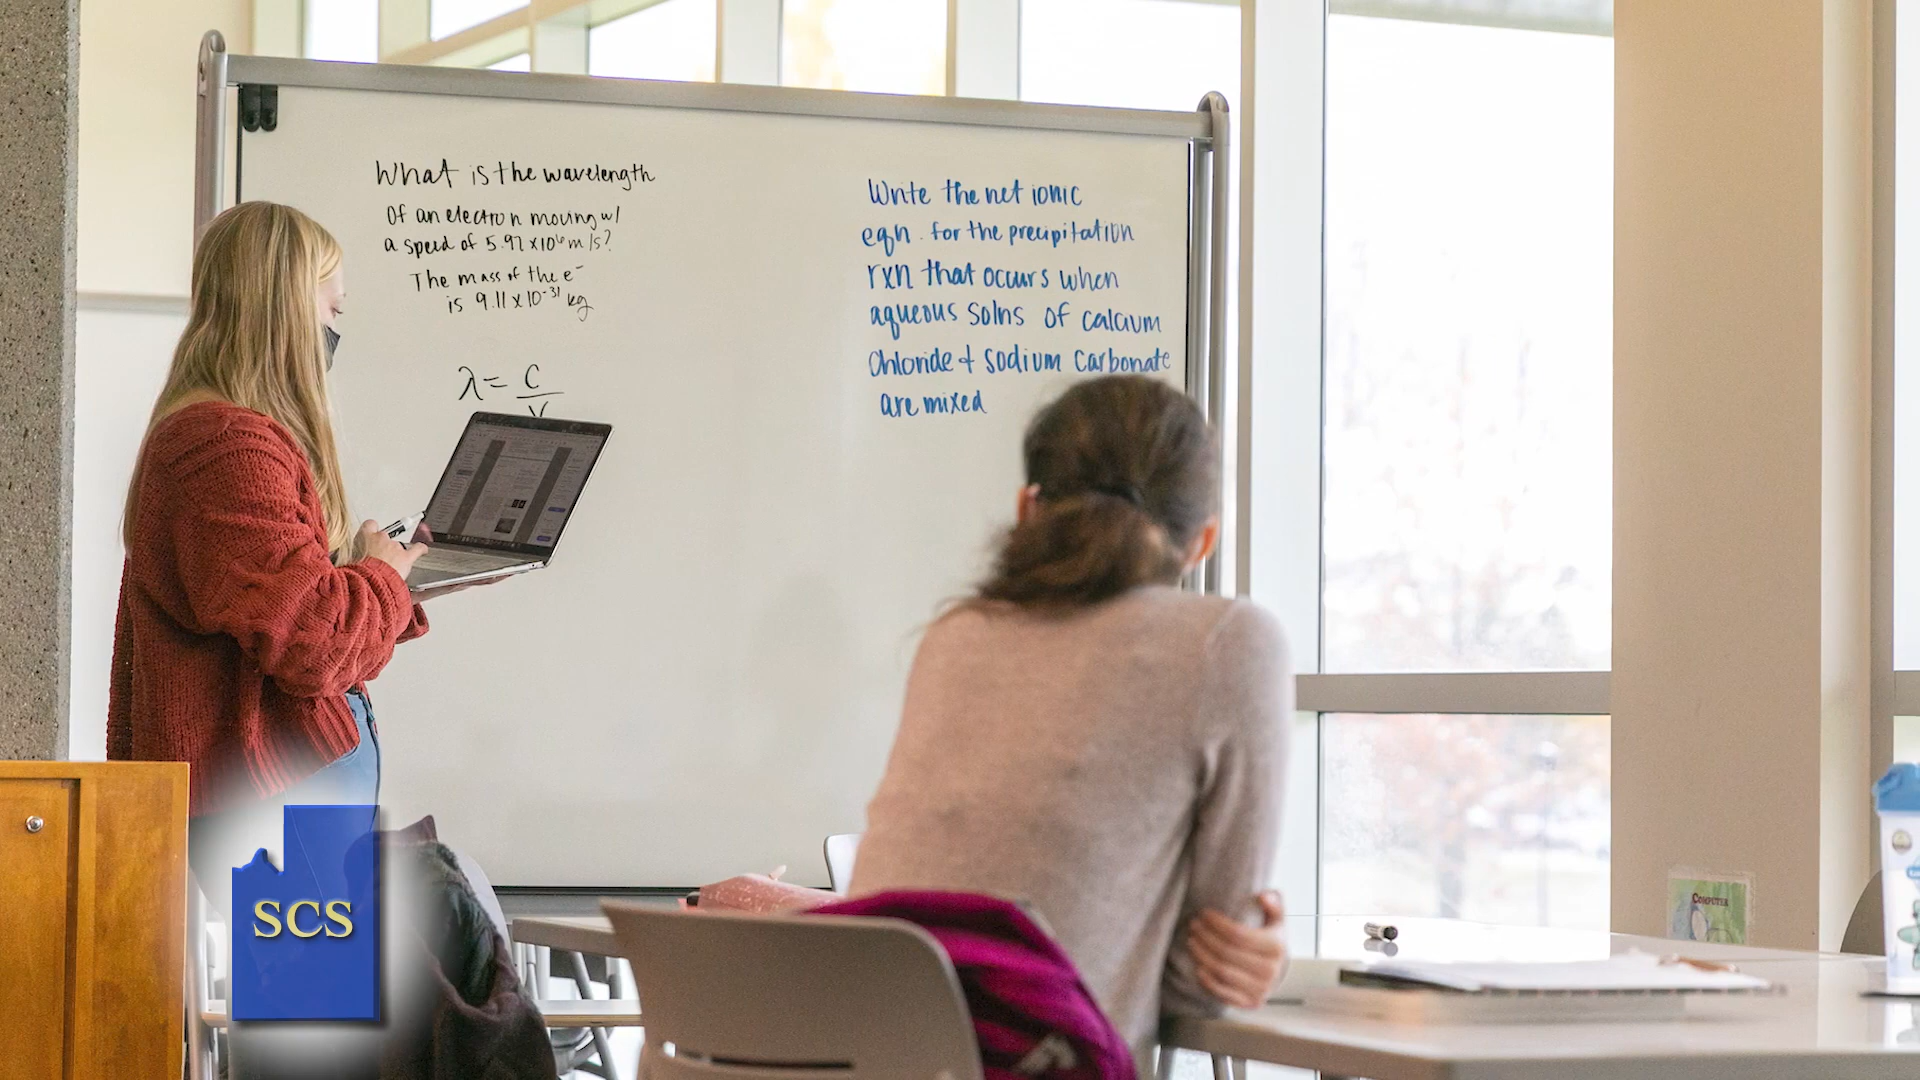 What is the wavelength
Of an electron moving w/
a speed of 5.97 x 10⁶ m/s?
The mass of the e⁻
is 9.11 x 10⁻³¹ kg
λ = c
Write the net ionic
eqn. for the precipitation
rxn that occurs when
aqueous solns of calcium
Chloride + sodium carbonate
are mixed
SCS
COMPUTER